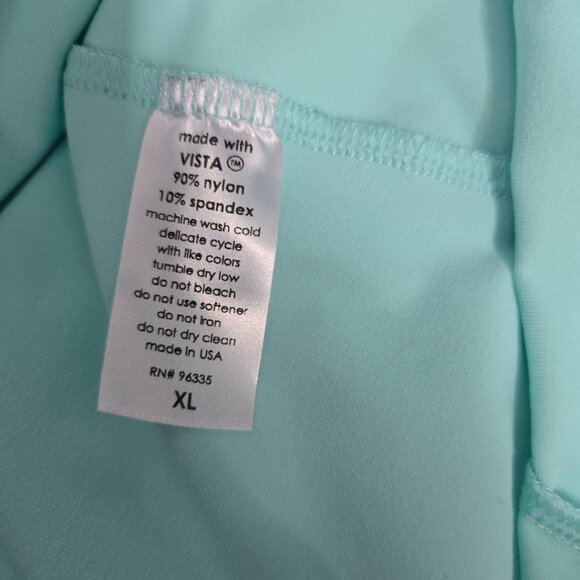 made with
VISTA™
90% nylon
10% spandex
machine wash cold
delicate cycle
with like colors
tumble dry low
do not bleach
do not use softener
do not iron
do not dry clean
made in USA
RN# 96335
XL